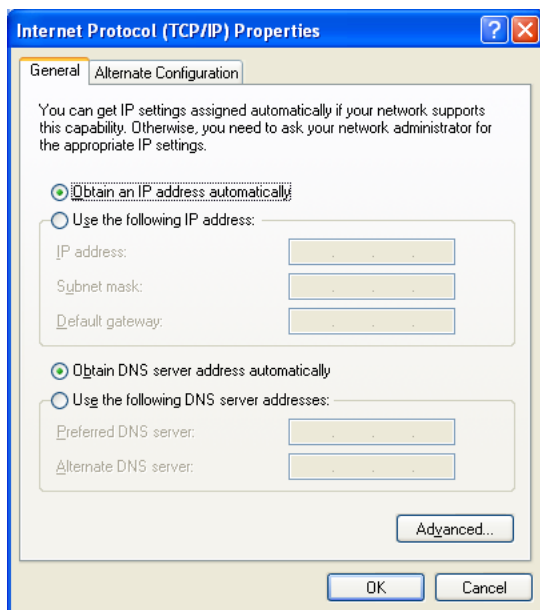 Internet Protocol (TCP/IP) Properties
General
Alternate Configuration
You can get IP settings assigned automatically if your network supports
this capability. Otherwise, you need to ask your network administrator for
the appropriate IP settings.
Obtain an IP address automatically
Use the following IP address:
IP address:
Subnet mask:
Default gateway:
Obtain DNS server address automatically
Use the following DNS server addresses:
Preferred DNS server:
Alternate DNS server:
Advanced...
OK
Cancel